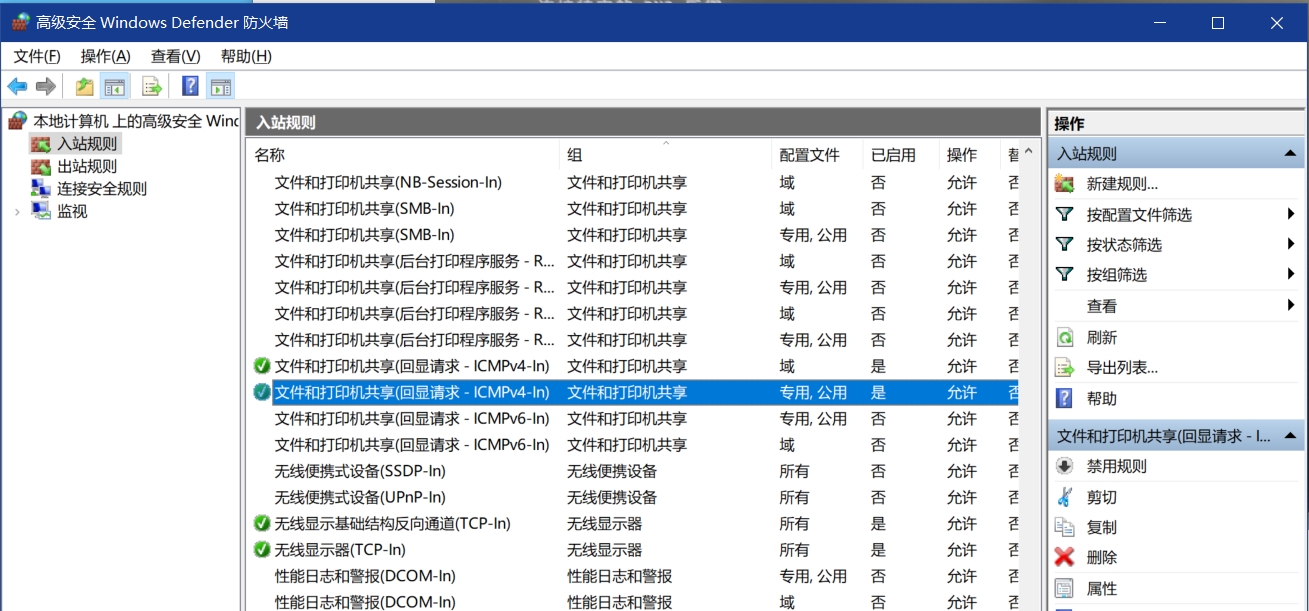 高级安全 Windows Defender 防火墙
文件(F) 操作(A) 查看(V) 帮助(H)
本地计算机 上的高级安全 Wind
入站规则
出站规则
连接安全规则
监视
入站规则
名称 组 配置文件 已启用 操作 替
文件和打印机共享(NB-Session-In) 文件和打印机共享 域 否 允许 否
文件和打印机共享(SMB-In) 文件和打印机共享 域 否 允许 否
文件和打印机共享(SMB-In) 文件和打印机共享 专用, 公用 否 允许 否
文件和打印机共享(后台打印程序服务 - R... 文件和打印机共享 域 否 允许 否
文件和打印机共享(后台打印程序服务 - R... 文件和打印机共享 专用, 公用 否 允许 否
文件和打印机共享(后台打印程序服务 - R... 文件和打印机共享 域 否 允许 否
文件和打印机共享(后台打印程序服务 - R... 文件和打印机共享 专用, 公用 否 允许 否
文件和打印机共享(回显请求 - ICMPv4-In) 文件和打印机共享 域 是 允许 否
文件和打印机共享(回显请求 - ICMPv4-In) 文件和打印机共享 专用, 公用 是 允许 否
文件和打印机共享(回显请求 - ICMPv6-In) 文件和打印机共享 专用, 公用 否 允许 否
文件和打印机共享(回显请求 - ICMPv6-In) 文件和打印机共享 域 否 允许 否
无线便携式设备(SSDP-In) 无线便携设备 所有 否 允许 否
无线便携式设备(UPnP-In) 无线便携设备 所有 否 允许 否
无线显示基础结构反向通道(TCP-In) 无线显示器 所有 是 允许 否
无线显示器(TCP-In) 无线显示器 所有 是 允许 否
性能日志和警报(DCOM-In) 性能日志和警报 专用, 公用 否 允许 否
性能日志和警报(DCOM-In) 性能日志和警报 域 否 允许 否
操作
入站规则
新建规则...
按配置文件筛选
按状态筛选
按组筛选
查看
刷新
导出列表...
帮助
文件和打印机共享(回显请求 - I...
禁用规则
剪切
复制
删除
属性